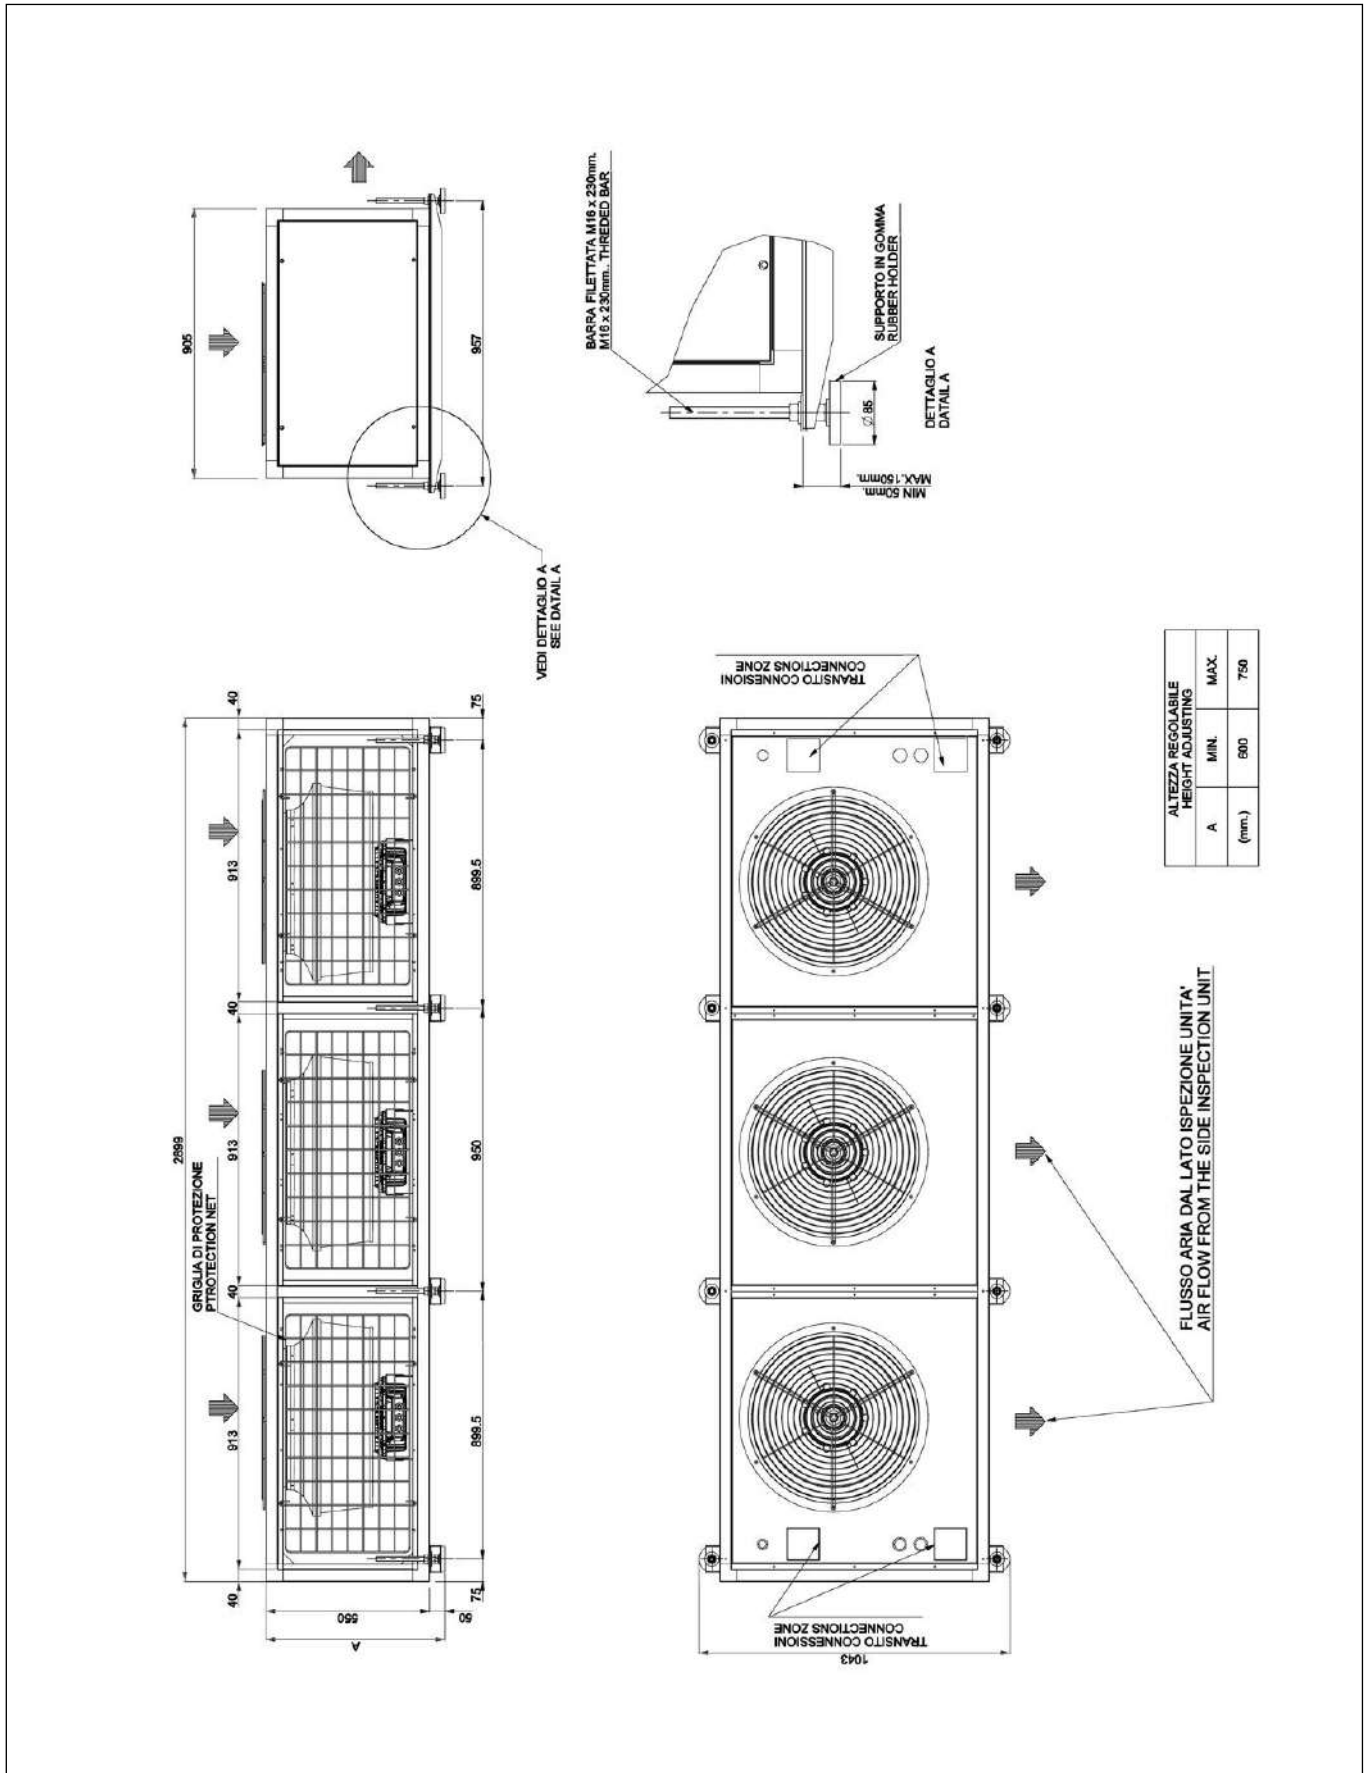 2899
GRIGLIA DI PROTEZIONE
PTROTECTION NET
40
913
40
913
40
913
40
905
550
50
A
75
899.5
950
899.5
75
957
VEDI DETTAGLIO A
SEE DATAIL A
BARRA FILETTATA M16 x 230mm.
M16 x 230mm.. THREDED BAR
MIN 50mm.
MAX.150mm.
Ø 85
SUPPORTO IN GOMMA
RUBBER HOLDER
DETTAGLIO A
DATAIL A
1043
TRANSITO CONNESSIONI
CONNECTIONS ZONE
TRANSITO CONNESIONI
CONNECTIONS ZONE
FLUSSO ARIA DAL LATO ISPEZIONE UNITA'
AIR FLOW FROM THE SIDE INSPECTION UNIT
ALTEZZA REGOLABILE
HEIGHT ADJUSTING
A MIN. MAX.
(mm.) 600 750